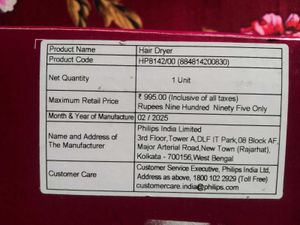 Product Name Hair Dryer
Product Code HP8142/00 (884814200830)
Net Quantity 1 Unit
Maximum Retail Price ₹ 995.00 (Inclusive of all taxes)
Rupees Nine Hundred Ninety Five Only
Month & Year of Manufacture 02 / 2025
Name and Address of
The Manufacturer
Philips India Limited
3rd Floor,Tower A,DLF IT Park,08 Block AF,
Major Arterial Road,New Town (Rajarhat),
Kolkata - 700156,West Bengal
Customer Care
Customer Service Executive, Philips India Ltd,
Address as above, 1800 102 2929 (Toll Free)
customercare.india@philips.com